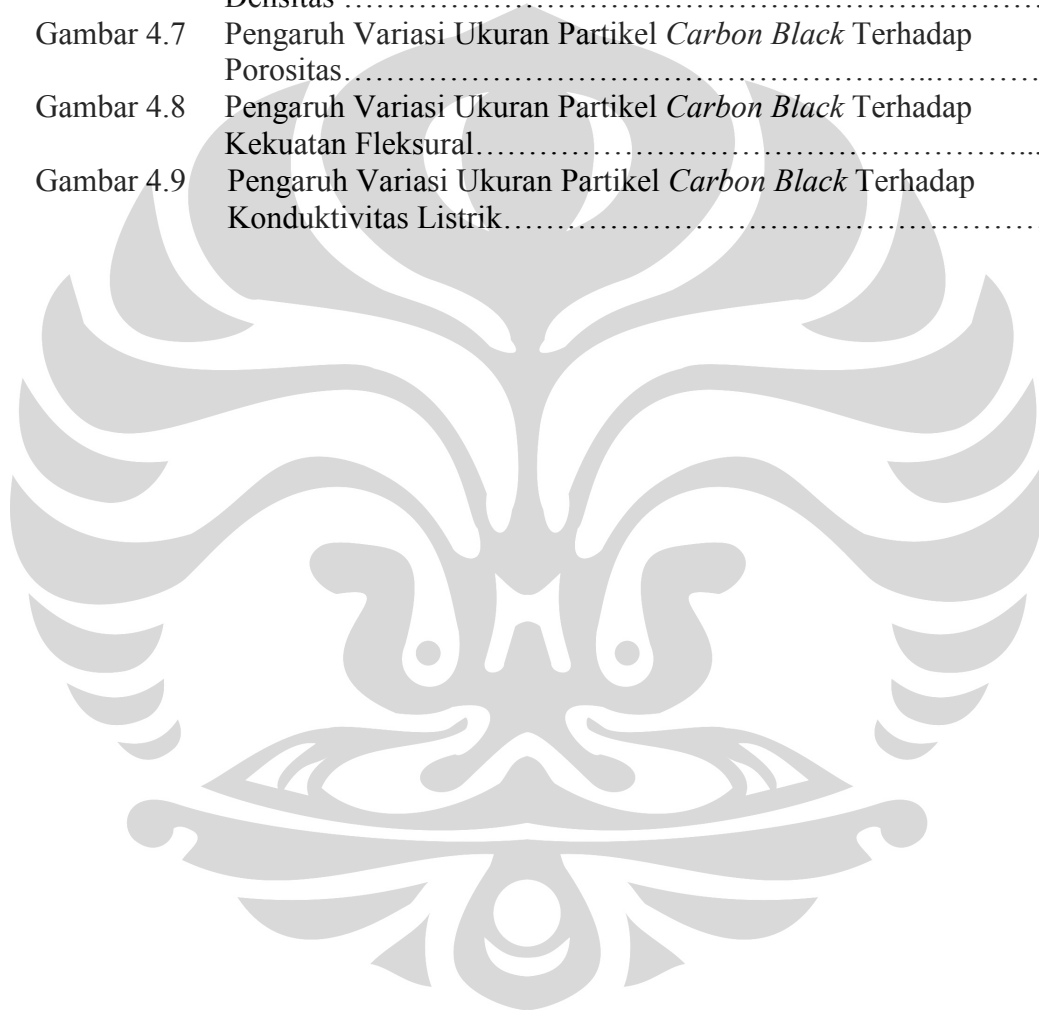 Densitas ……………………………………………….…………
Gambar 4.7 Pengaruh Variasi Ukuran Partikel Carbon Black Terhadap
Porositas………………………………………………..……….
Gambar 4.8 Pengaruh Variasi Ukuran Partikel Carbon Black Terhadap
Kekuatan Fleksural…………………………………………...
Gambar 4.9 Pengaruh Variasi Ukuran Partikel Carbon Black Terhadap
Konduktivitas Listrik…………………………….……………